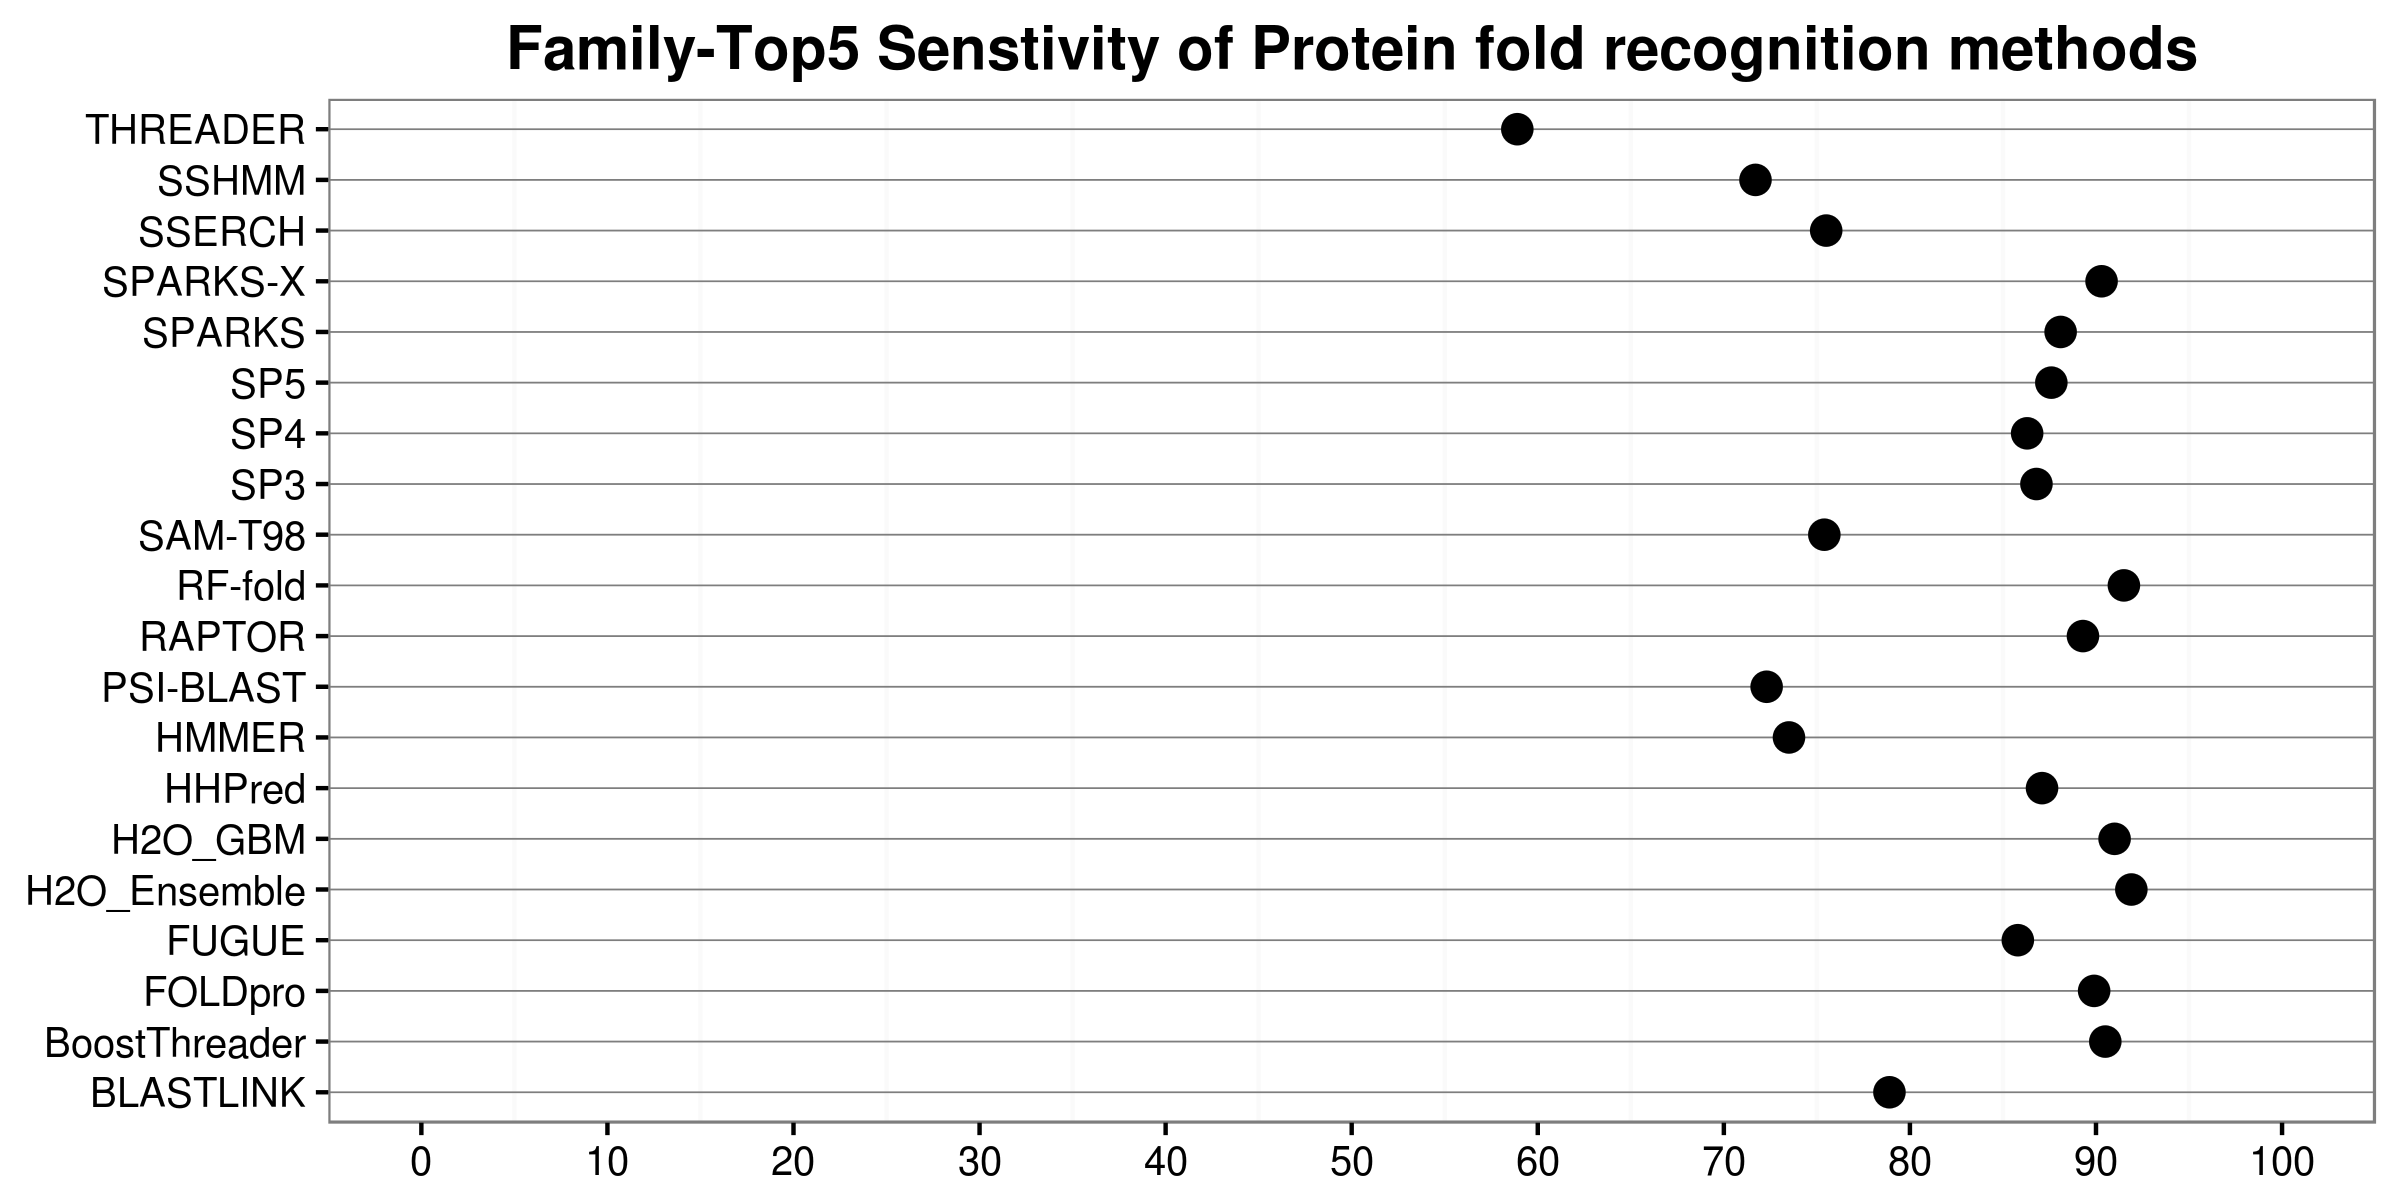 Family-Top5 Senstivity of Protein fold recognition methods
THREADER
SSHMM
SSERCH
SPARKS-X
SPARKS
SP5
SP4
SP3
SAM-T98
RF-fold
RAPTOR
PSI-BLAST
HMMER
HHPred
H2O_GBM
H2O_Ensemble
FUGUE
FOLDpro
BoostThreader
BLASTLINK
0 10 20 30 40 50 60 70 80 90 100